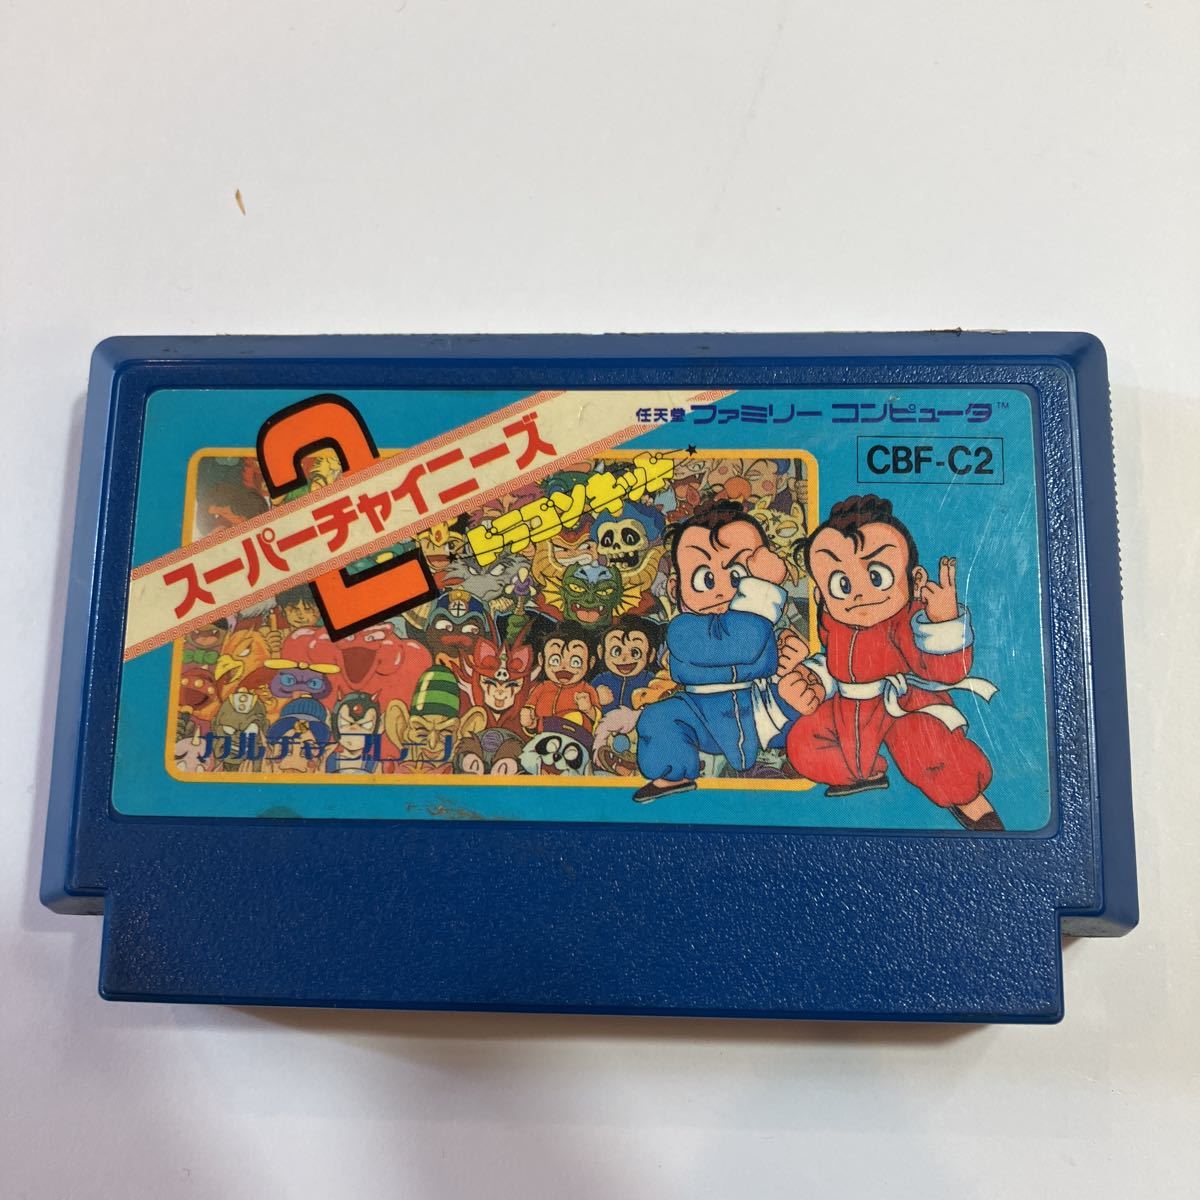 任天堂 ファミリー コンピュータ™
CBF-C2
スーパーチャイニーズ
2
ドラゴンキッド
カルチャーブレーン